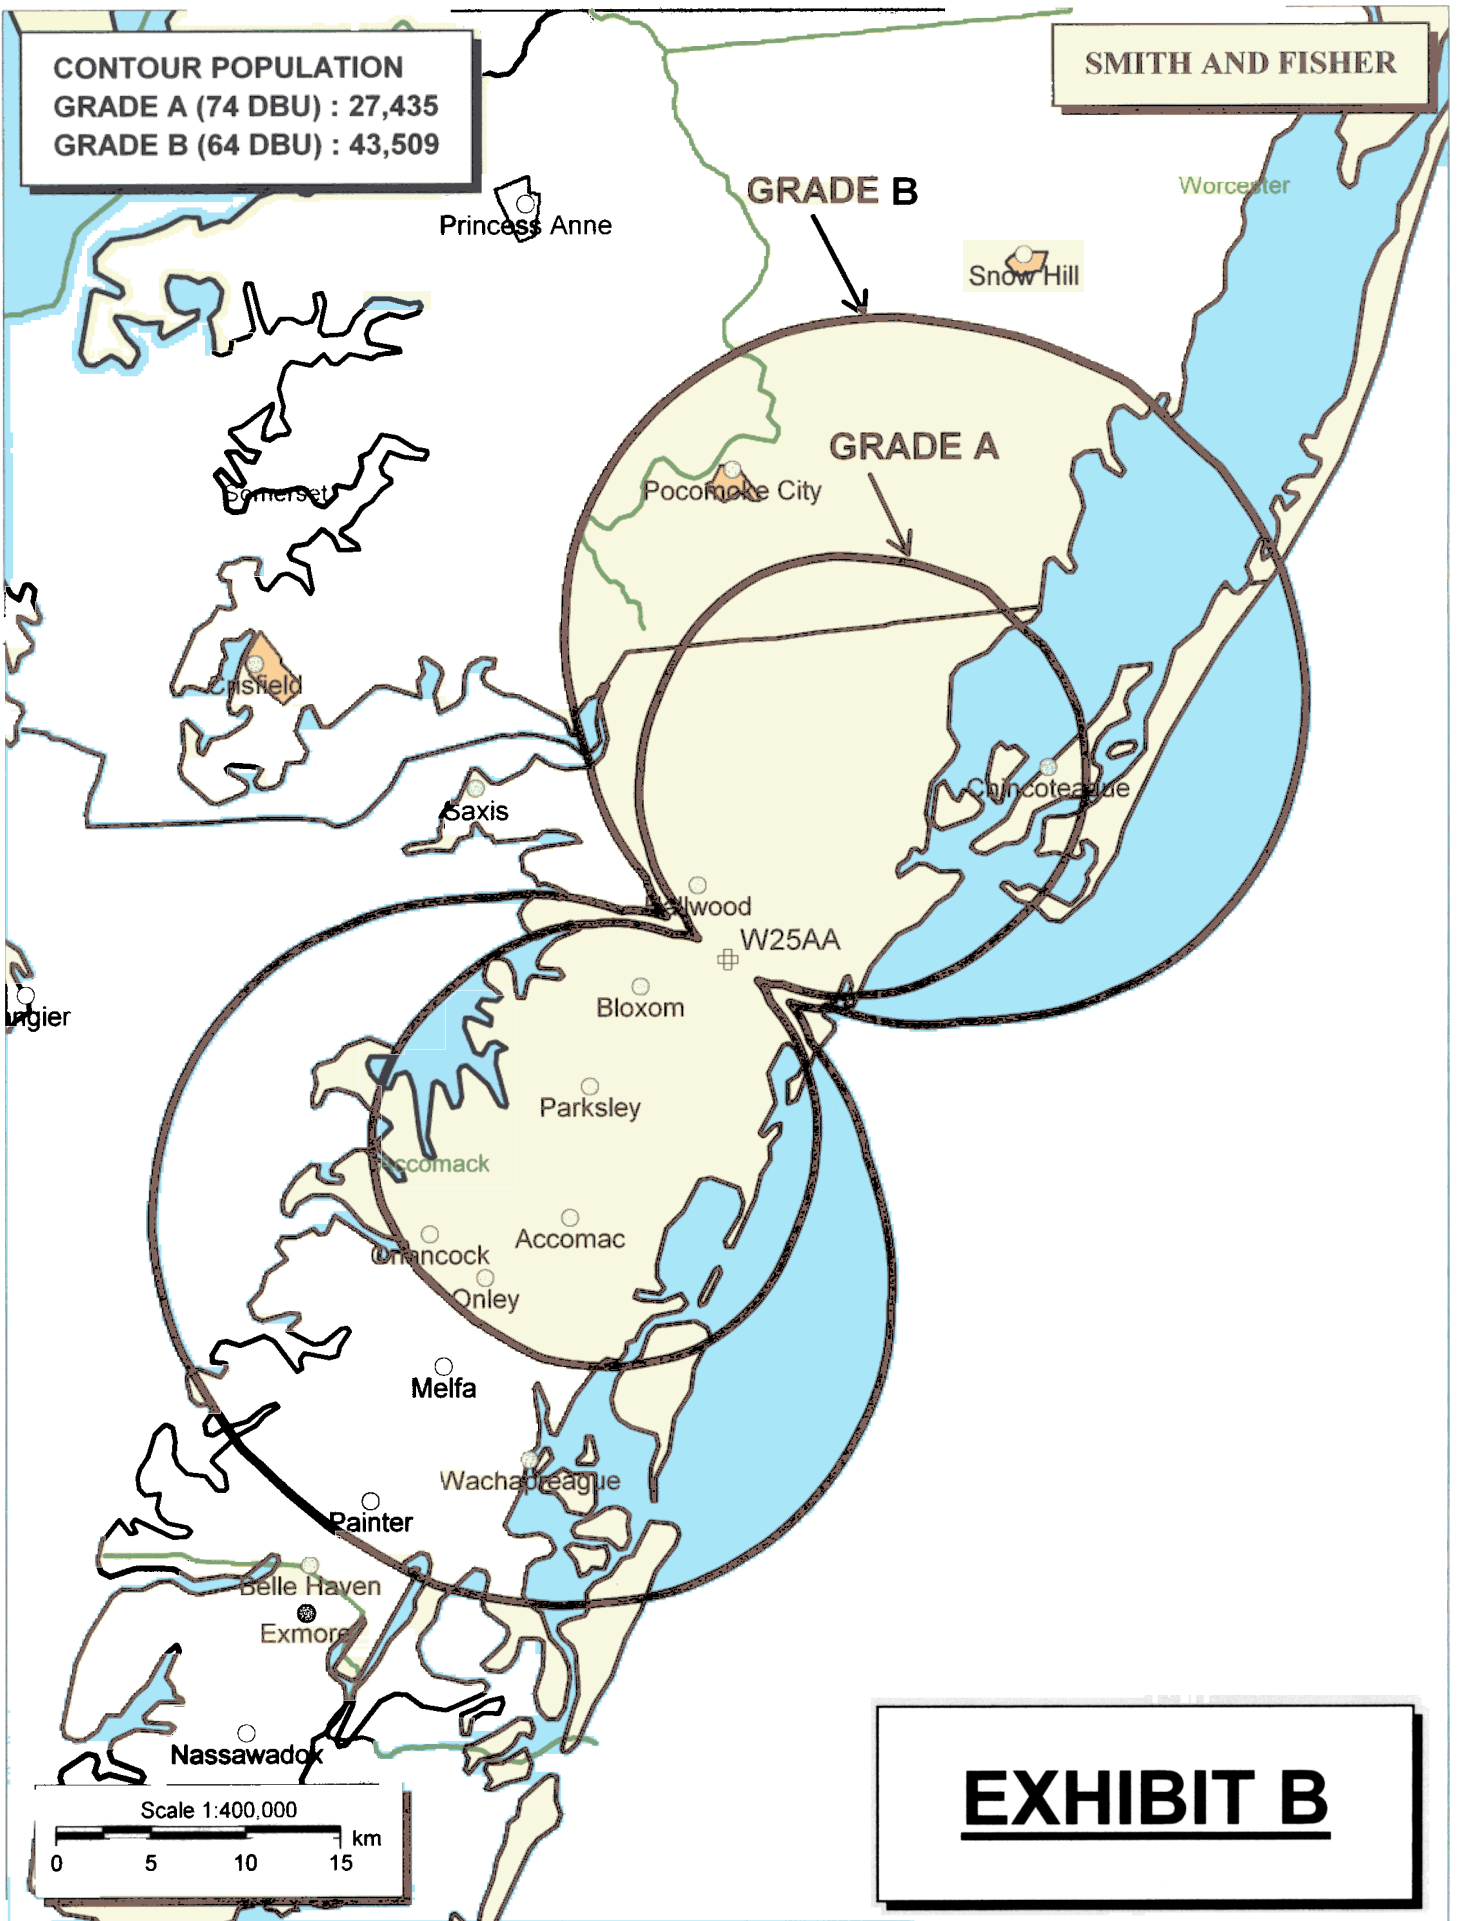 CONTOUR POPULATION
GRADE A (74 DBU) : 27,435
GRADE B (64 DBU) : 43,509
SMITH AND FISHER
Worcester
GRADE B
Princess Anne
Snow Hill
GRADE A
Pocomoke City
Somerset
Crisfield
Chincoteague
Saxis
Hallwood
W25AA
Bloxom
Parksley
Accomack
Accomac
Onancock
Onley
Melfa
Wachapreague
Painter
Belle Haven
Exmore
Nassawadox
Scale 1:400,000
km
0 5 10 15
EXHIBIT B